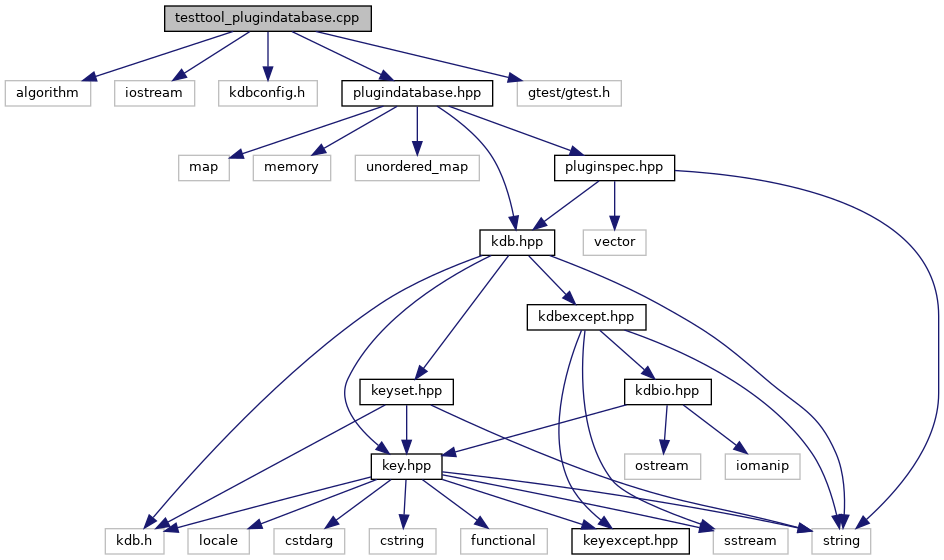 testtool_plugindatabase.cpp
algorithm
iostream
kdbconfig.h
plugindatabase.hpp
gtest/gtest.h
map
memory
unordered_map
pluginspec.hpp
kdb.hpp
vector
kdbexcept.hpp
keyset.hpp
kdbio.hpp
key.hpp
ostream
iomanip
kdb.h
locale
cstdarg
cstring
functional
keyexcept.hpp
sstream
string